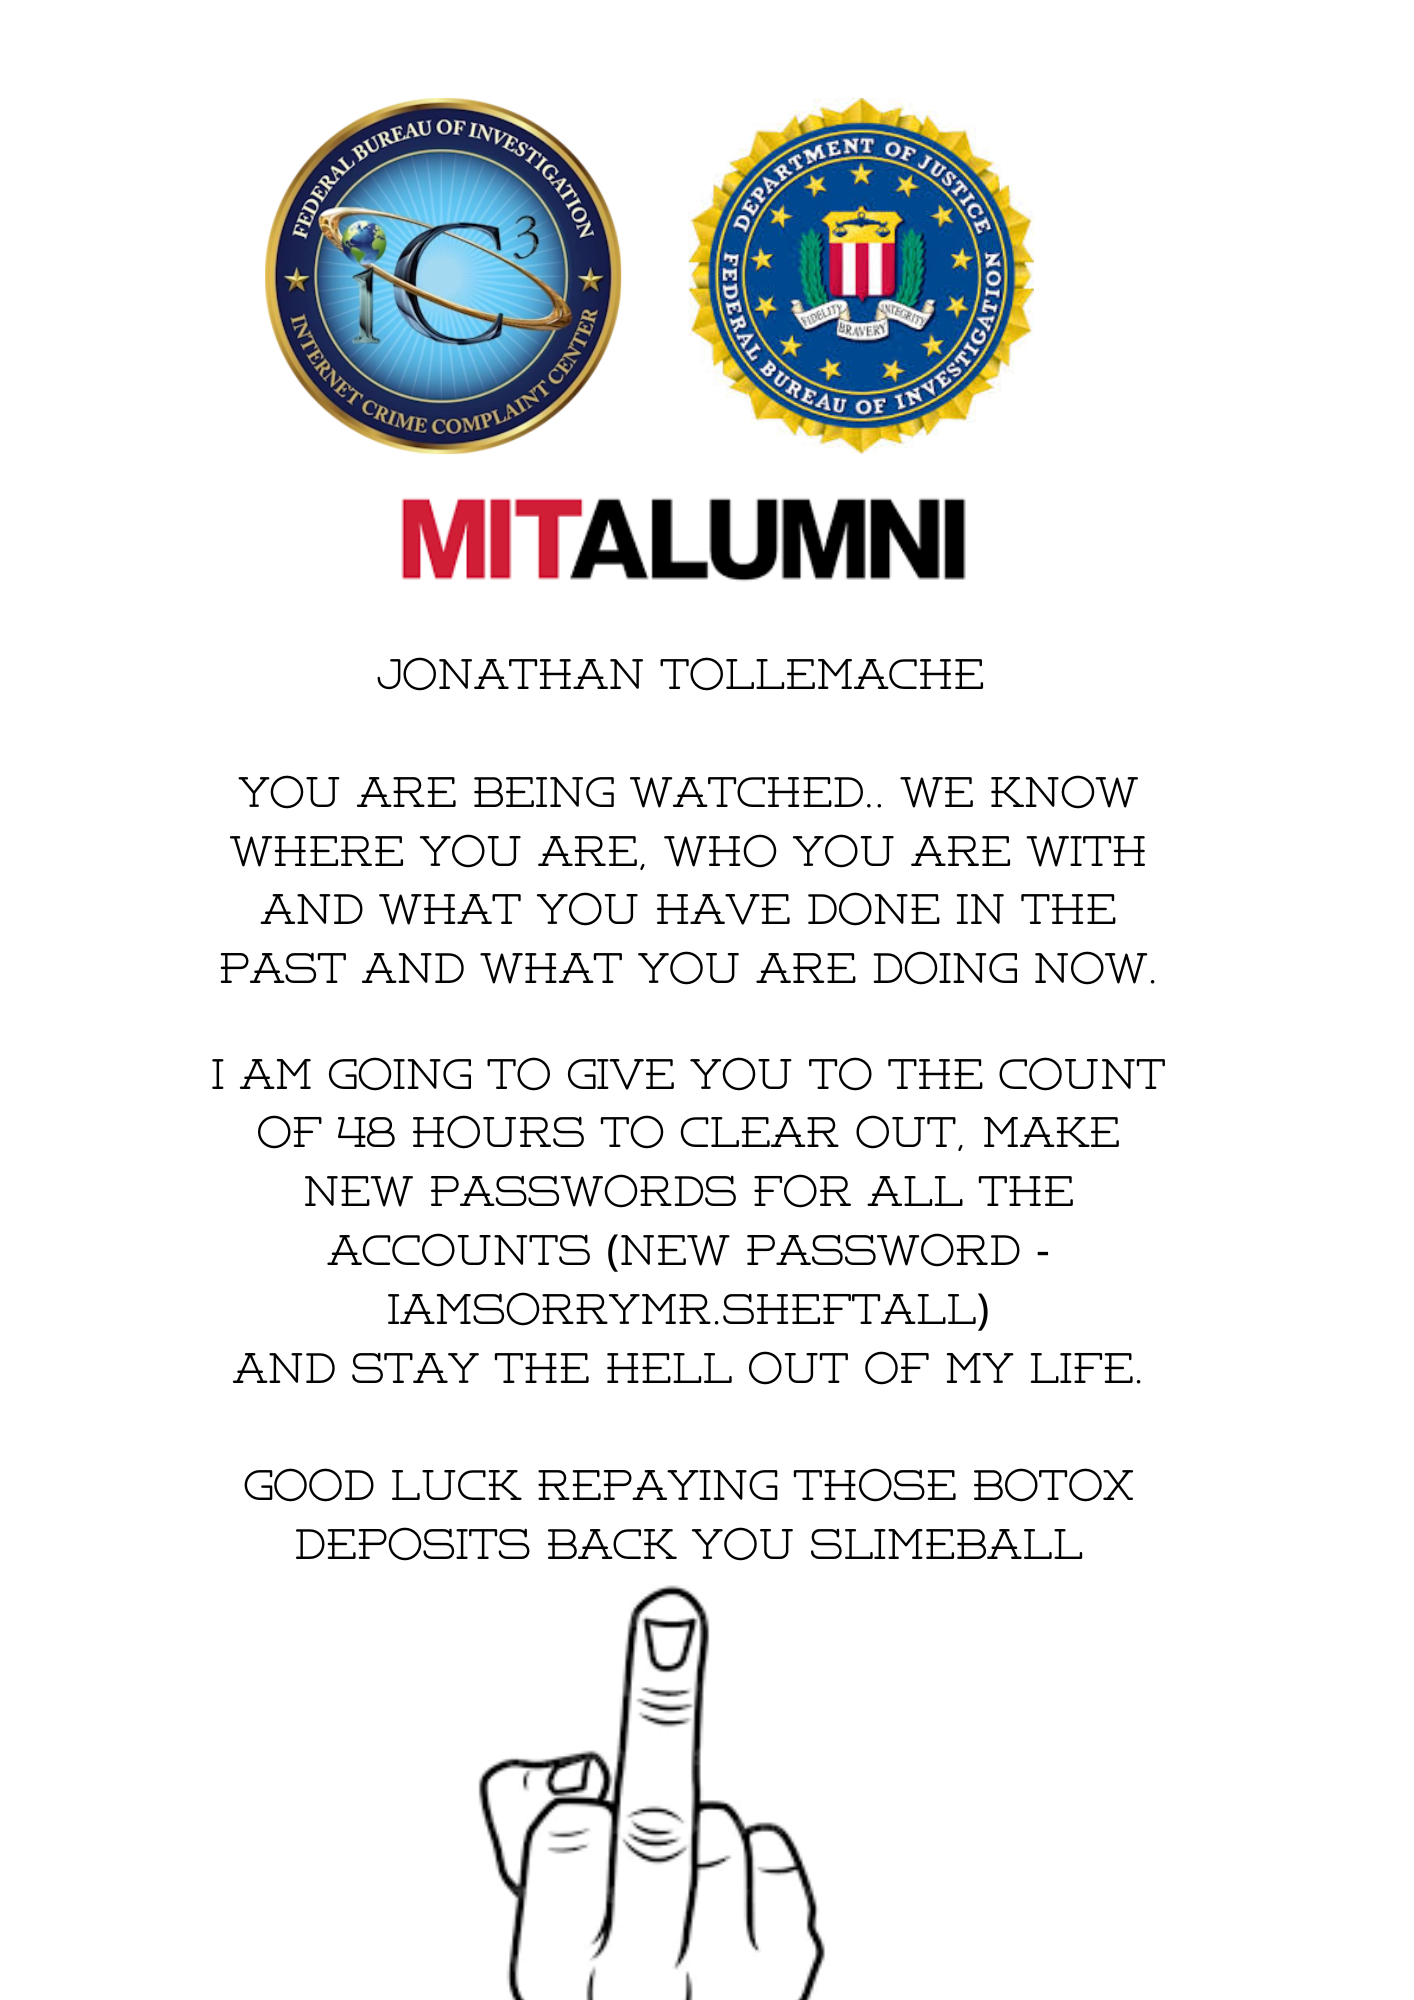 FEDERAL BUREAU OF INVESTIGATION
iC3
INTERNET CRIME COMPLAINT CENTER
DEPARTMENT OF JUSTICE
FIDELITY BRAVERY INTEGRITY
FEDERAL BUREAU OF INVESTIGATION
MITALUMNI
JONATHAN TOLLEMACHE
YOU ARE BEING WATCHED.. WE KNOW
WHERE YOU ARE, WHO YOU ARE WITH
AND WHAT YOU HAVE DONE IN THE
PAST AND WHAT YOU ARE DOING NOW.
I AM GOING TO GIVE YOU TO THE COUNT
OF 48 HOURS TO CLEAR OUT, MAKE
NEW PASSWORDS FOR ALL THE
ACCOUNTS (NEW PASSWORD -
IAMSORRYMR.SHEFTALL)
AND STAY THE HELL OUT OF MY LIFE.
GOOD LUCK REPAYING THOSE BOTOX
DEPOSITS BACK YOU SLIMEBALL